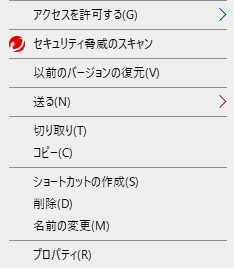 アクセスを許可する(G)
セキュリティ脅威のスキャン
以前のバージョンの復元(V)
送る(N)
切り取り(T)
コピー(C)
ショートカットの作成(S)
削除(D)
名前の変更(M)
プロパティ(R)